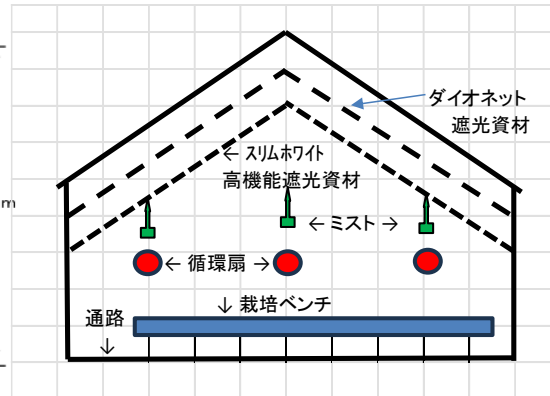 ダイオネット
遮光資材
← スリムホワイト
高機能遮光資材
m
← ミスト →
← 循環扇 →
↓ 栽培ベンチ
通路
↓